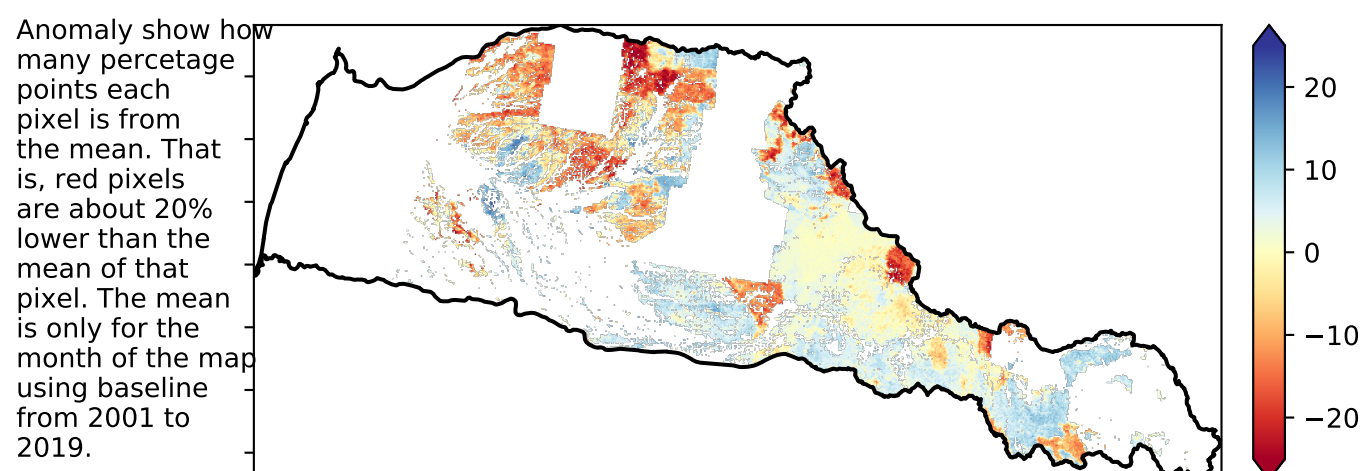 Anomaly show how
many percetage
points each
pixel is from
the mean. That
is, red pixels
are about 20%
lower than the
mean of that
pixel. The mean
is only for the
month of the map
using baseline
from 2001 to
2019.
20
10
0
−10
−20